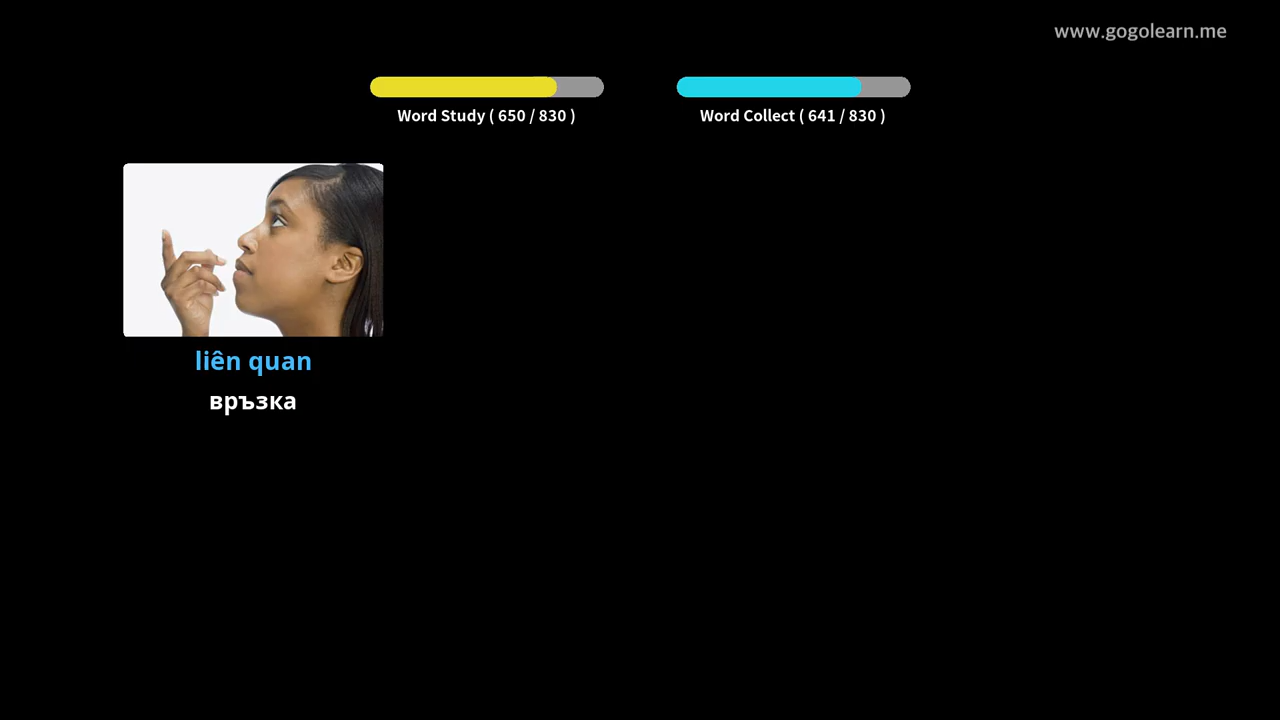 www.gogolearn.me
Word Study ( 650 / 830 )
Word Collect ( 641 / 830 )
liên quan
връзка